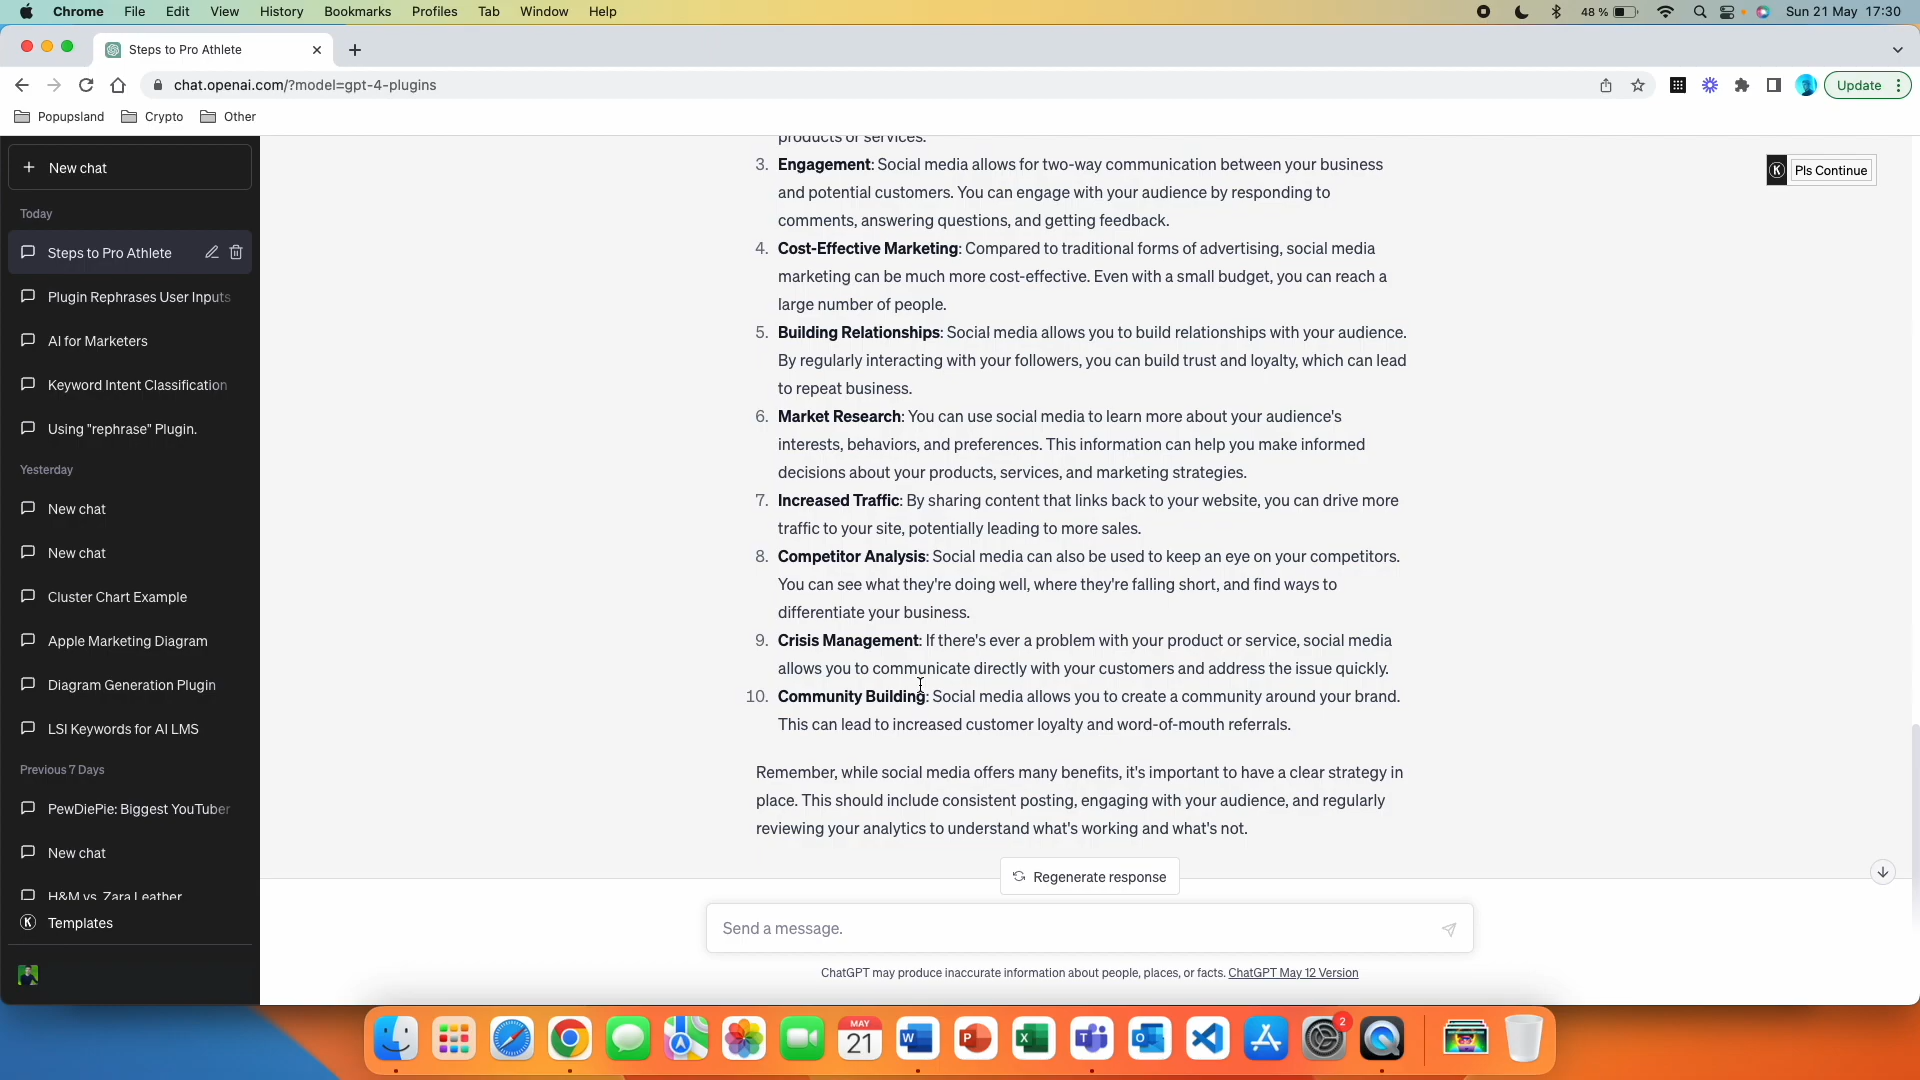 Chrome File Edit View History Bookmarks Profiles Tab Window Help 48 % Sun 21 May 17:30
Steps to Pro Athlete
chat.openai.com/?model=gpt-4-plugins Update
Popupsland Crypto Other
New chat
Today
Steps to Pro Athlete
Plugin Rephrases User Inputs
AI for Marketers
Keyword Intent Classification
Using "rephrase" Plugin.
Yesterday
New chat
New chat
Cluster Chart Example
Apple Marketing Diagram
Diagram Generation Plugin
LSI Keywords for AI LMS
Previous 7 Days
PewDiePie: Biggest YouTuber
New chat
H&M vs. Zara Leather
K Templates
products or services.
3. Engagement: Social media allows for two-way communication between your business
and potential customers. You can engage with your audience by responding to
comments, answering questions, and getting feedback.
4. Cost-Effective Marketing: Compared to traditional forms of advertising, social media
marketing can be much more cost-effective. Even with a small budget, you can reach a
large number of people.
5. Building Relationships: Social media allows you to build relationships with your audience.
By regularly interacting with your followers, you can build trust and loyalty, which can lead
to repeat business.
6. Market Research: You can use social media to learn more about your audience's
interests, behaviors, and preferences. This information can help you make informed
decisions about your products, services, and marketing strategies.
7. Increased Traffic: By sharing content that links back to your website, you can drive more
traffic to your site, potentially leading to more sales.
8. Competitor Analysis: Social media can also be used to keep an eye on your competitors.
You can see what they're doing well, where they're falling short, and find ways to
differentiate your business.
9. Crisis Management: If there's ever a problem with your product or service, social media
allows you to communicate directly with your customers and address the issue quickly.
10. Community Building: Social media allows you to create a community around your brand.
This can lead to increased customer loyalty and word-of-mouth referrals.
Remember, while social media offers many benefits, it's important to have a clear strategy in
place. This should include consistent posting, engaging with your audience, and regularly
reviewing your analytics to understand what's working and what's not.
K Pls Continue
Regenerate response
Send a message.
ChatGPT may produce inaccurate information about people, places, or facts. ChatGPT May 12 Version
MAY
21
W
P
X
T
O
2